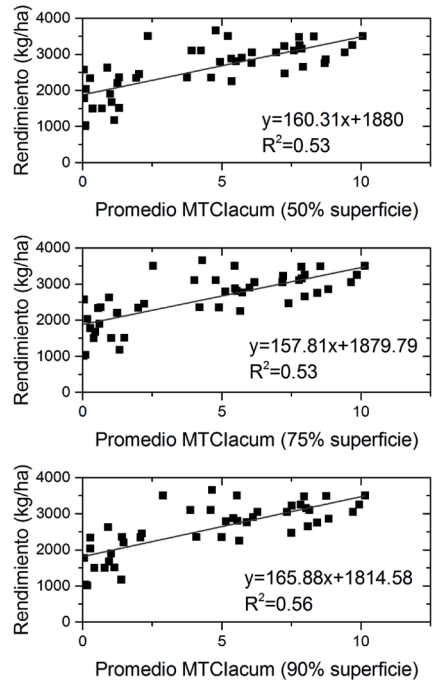 Rendimiento (kg/ha)
4000
3000
2000
1000
0
y=160.31x+1880
R²=0.53
0 5 10
Promedio MTCIacum (50% superficie)
Rendimiento (kg/ha)
4000
3000
2000
1000
0
y=157.81x+1879.79
R²=0.53
0 5 10
Promedio MTCIacum (75% superficie)
Rendimiento (kg/ha)
4000
3000
2000
1000
0
y=165.88x+1814.58
R²=0.56
0 5 10
Promedio MTCIacum (90% superficie)